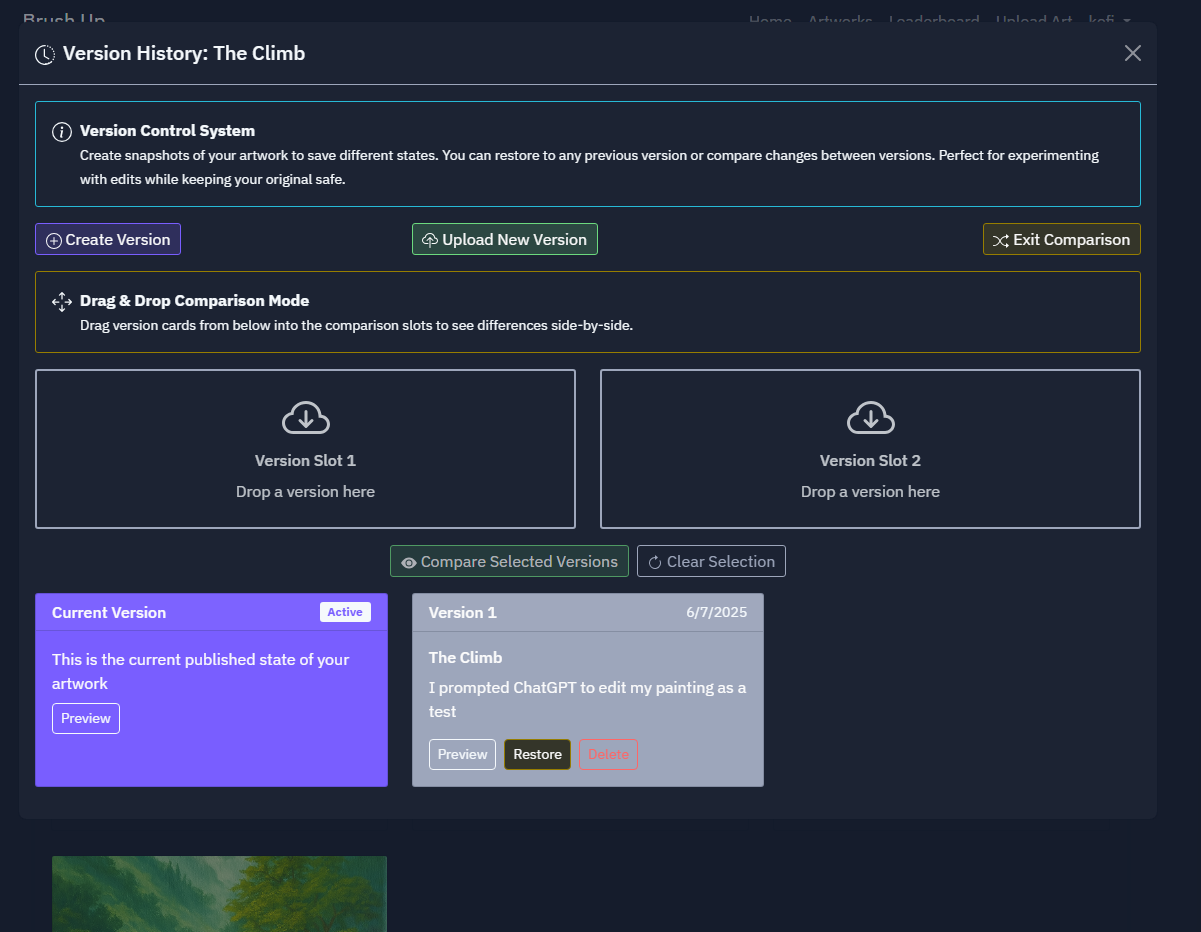 Brush Up
Home Artworks Leaderboard Upload Art kofi
Version History: The Climb
Version Control System
Create snapshots of your artwork to save different states. You can restore to any previous version or compare changes between versions. Perfect for experimenting
with edits while keeping your original safe.
Create Version
Upload New Version
Exit Comparison
Drag & Drop Comparison Mode
Drag version cards from below into the comparison slots to see differences side-by-side.
Version Slot 1
Drop a version here
Version Slot 2
Drop a version here
Compare Selected Versions
Clear Selection
Current Version
Active
This is the current published state of your
artwork
Preview
Version 1
6/7/2025
The Climb
I prompted ChatGPT to edit my painting as a
test
Preview
Restore
Delete